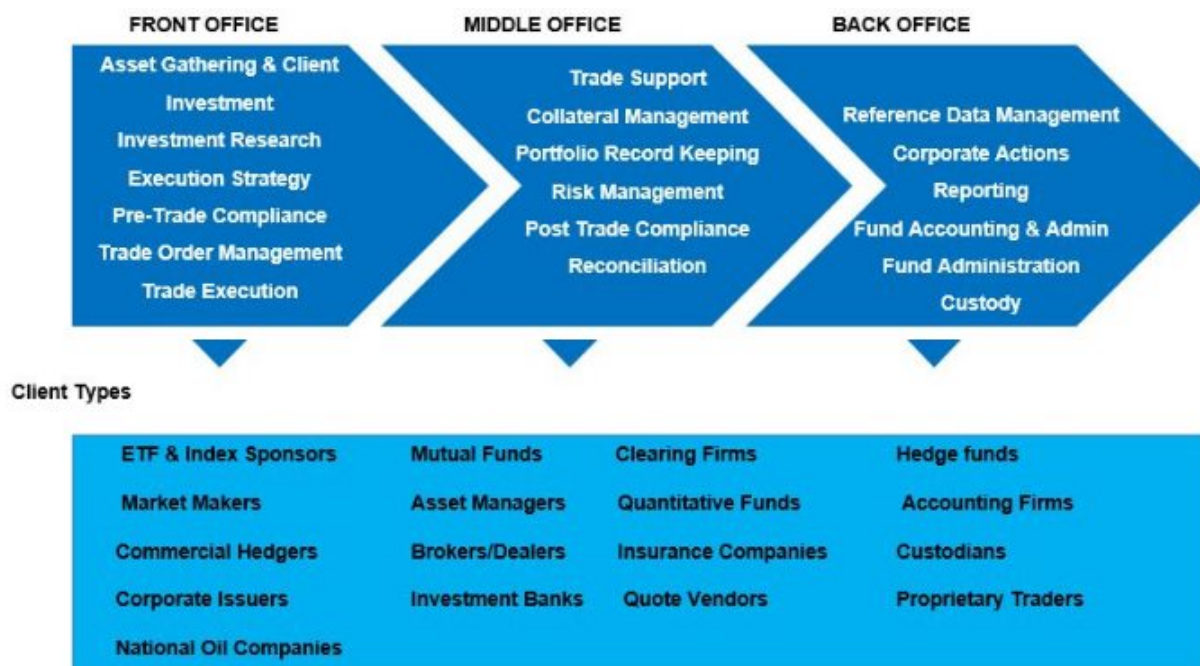 FRONT OFFICE
MIDDLE OFFICE
BACK OFFICE
Asset Gathering & Client
Investment
Investment Research
Execution Strategy
Pre-Trade Compliance
Trade Order Management
Trade Execution
Trade Support
Collateral Management
Portfolio Record Keeping
Risk Management
Post Trade Compliance
Reconciliation
Reference Data Management
Corporate Actions
Reporting
Fund Accounting & Admin
Fund Administration
Custody
Client Types
ETF & Index Sponsors
Market Makers
Commercial Hedgers
Corporate Issuers
National Oil Companies
Mutual Funds
Asset Managers
Brokers/Dealers
Investment Banks
Clearing Firms
Quantitative Funds
Insurance Companies
Quote Vendors
Hedge funds
Accounting Firms
Custodians
Proprietary Traders